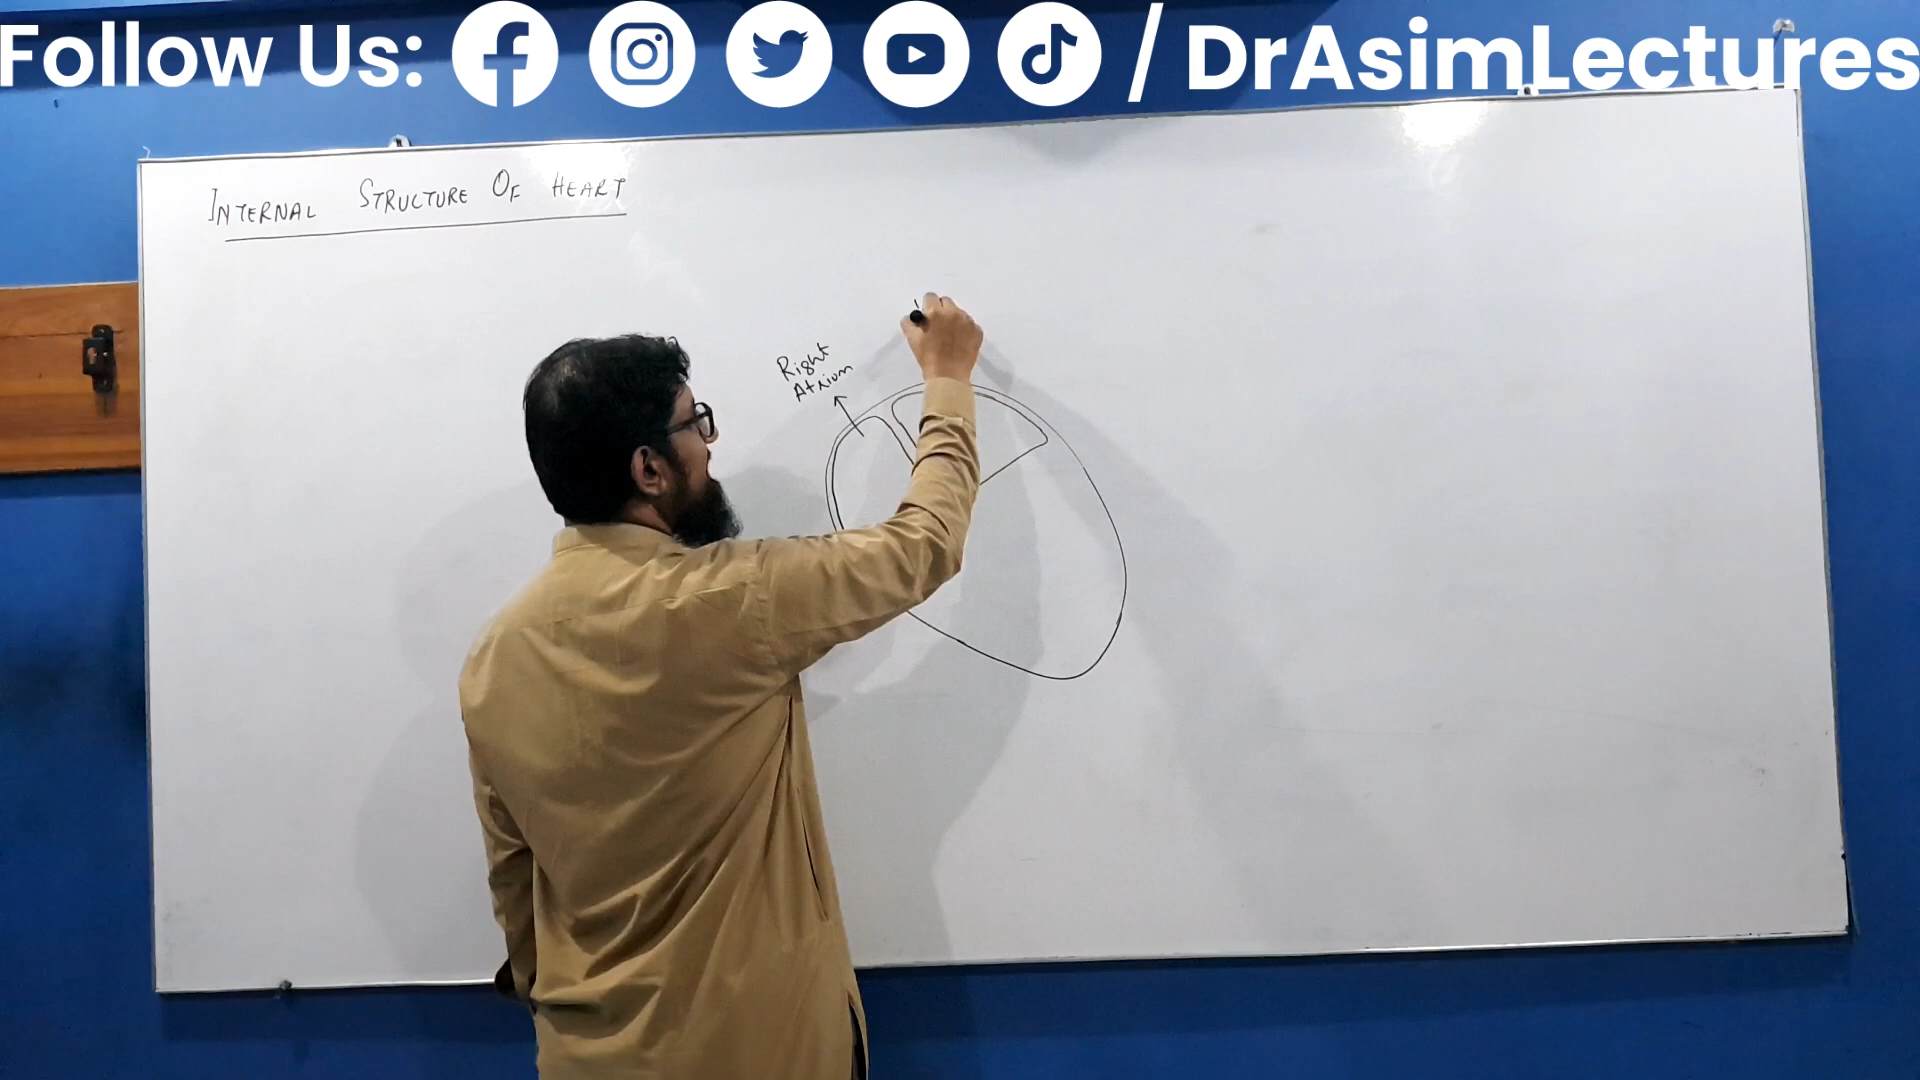 Follow Us: / DrAsimLectures
INTERNAL STRUCTURE OF HEART
Right
Atrium